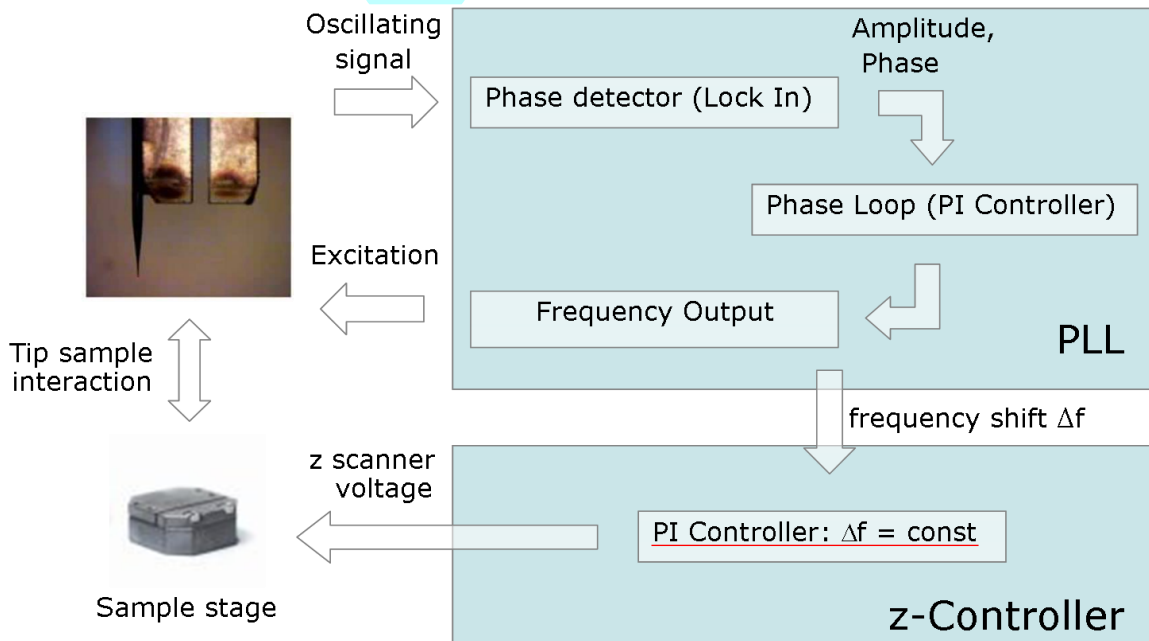 Oscillating
signal
Amplitude,
Phase
Phase detector (Lock In)
Phase Loop (PI Controller)
Excitation
Frequency Output
PLL
Tip sample
interaction
frequency shift Δf
z scanner
voltage
PI Controller: Δf = const
Sample stage
z-Controller